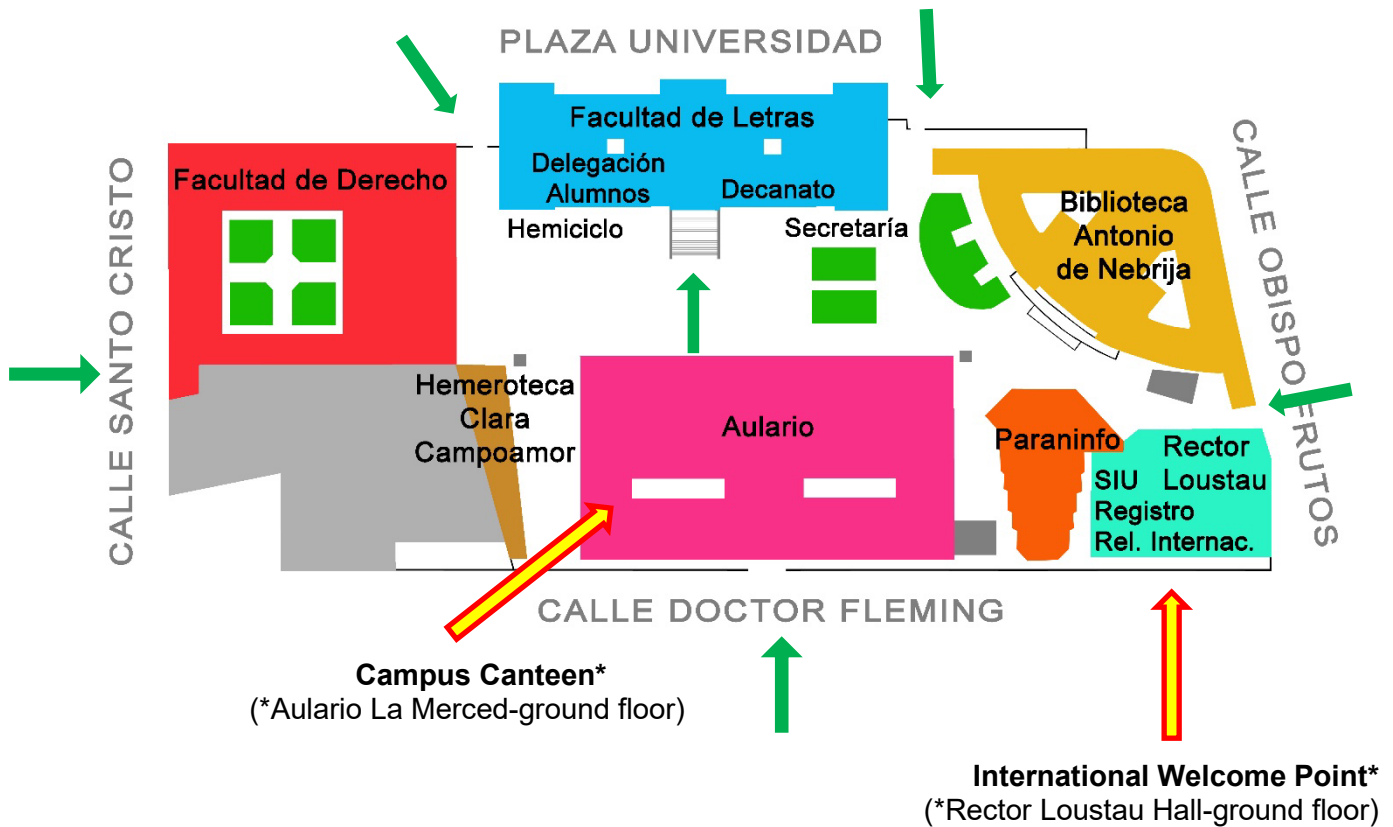 PLAZA UNIVERSIDAD
Facultad de Letras
Delegación
Alumnos
Decanato
Hemiciclo
Secretaría
Facultad de Derecho
CALLE SANTO CRISTO
Biblioteca
Antonio
de Nebrija
CALLE OBISPO FRUTOS
Hemeroteca
Clara
Campoamor
Aulario
Paraninfo
Rector
SIU Loustau
Registro
Rel. Internac.
CALLE DOCTOR FLEMING
Campus Canteen*
(*Aulario La Merced-ground floor)
International Welcome Point*
(*Rector Loustau Hall-ground floor)